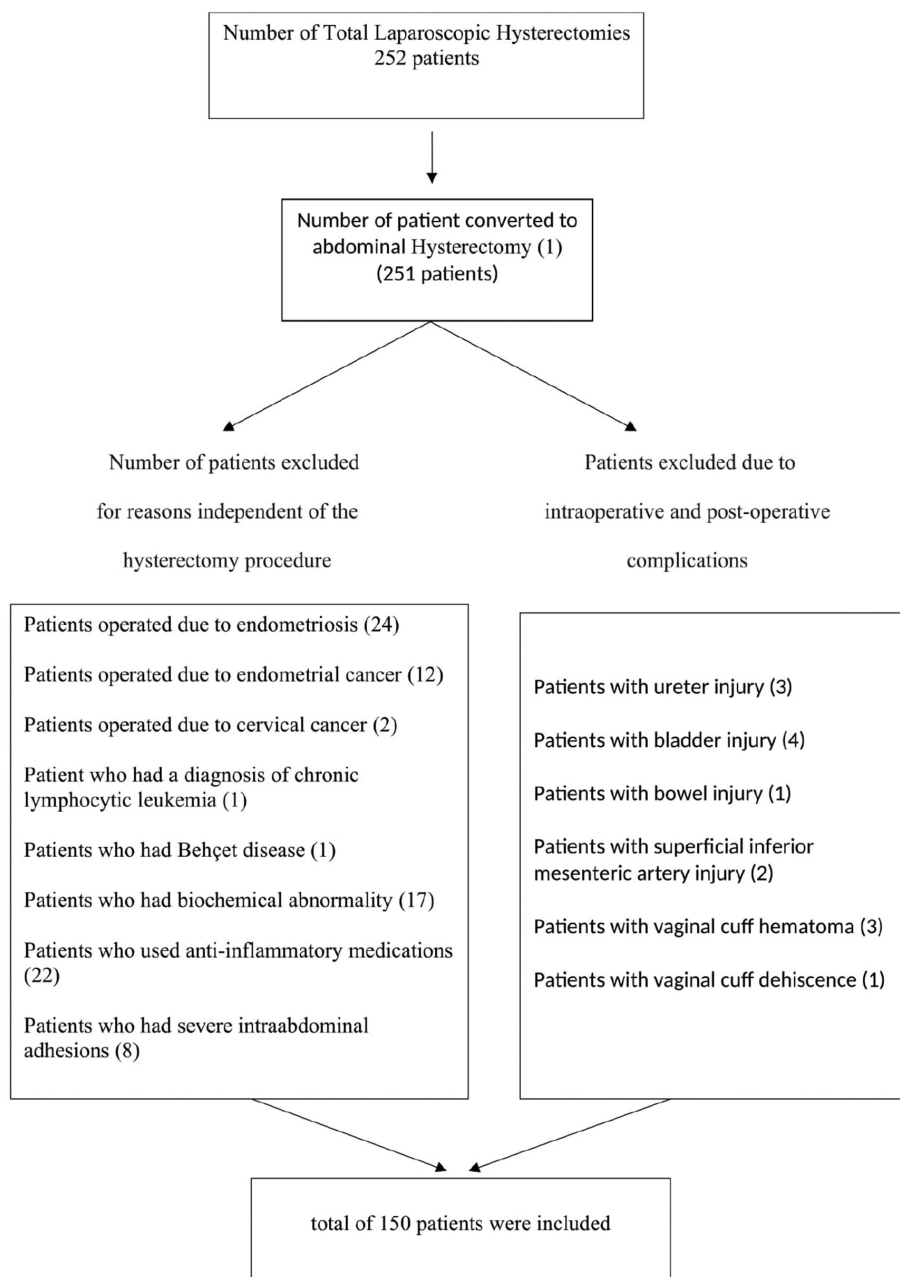 Number of Total Laparoscopic Hysterectomies
252 patients
Number of patient converted to
abdominal Hysterectomy (1)
(251 patients)
Number of patients excluded
for reasons independent of the
hysterectomy procedure
Patients excluded due to
intraoperative and post-operative
complications
Patients operated due to endometriosis (24)
Patients operated due to endometrial cancer (12)
Patients operated due to cervical cancer (2)
Patient who had a diagnosis of chronic
lymphocytic leukemia (1)
Patients who had Behçet disease (1)
Patients who had biochemical abnormality (17)
Patients who used anti-inflammatory medications
(22)
Patients who had severe intraabdominal
adhesions (8)
Patients with ureter injury (3)
Patients with bladder injury (4)
Patients with bowel injury (1)
Patients with superficial inferior
mesenteric artery injury (2)
Patients with vaginal cuff hematoma (3)
Patients with vaginal cuff dehiscence (1)
total of 150 patients were included